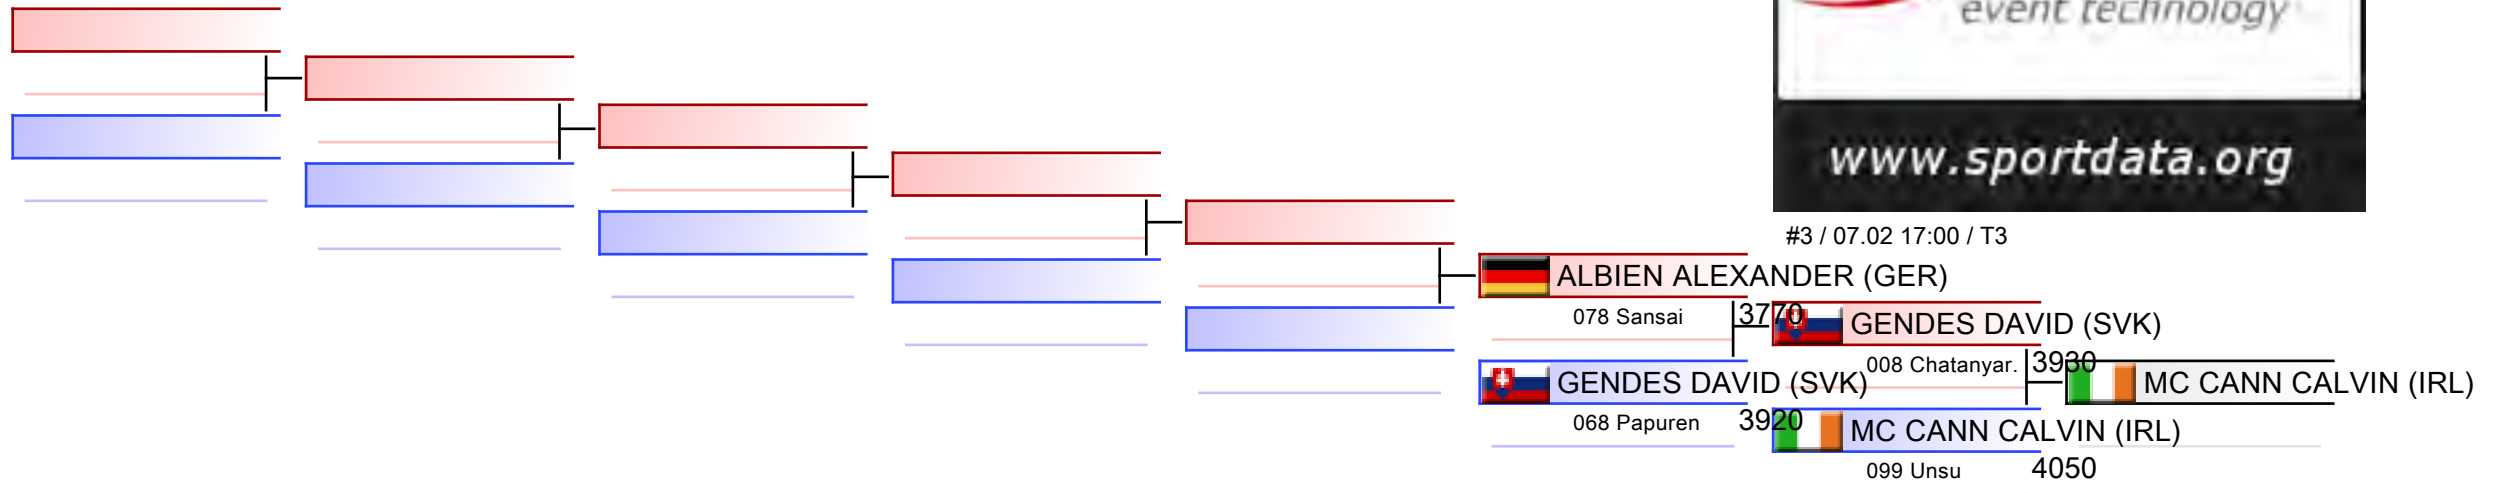 event technology
www.sportdata.org
#3 / 07.02 17:00 / T3
ALBIEN ALEXANDER (GER)
078 Sansai 3770
GENDES DAVID (SVK)
008 Chatanyar. 3930
GENDES DAVID (SVK)
MC CANN CALVIN (IRL)
068 Papuren 3920
MC CANN CALVIN (IRL)
099 Unsu 4050